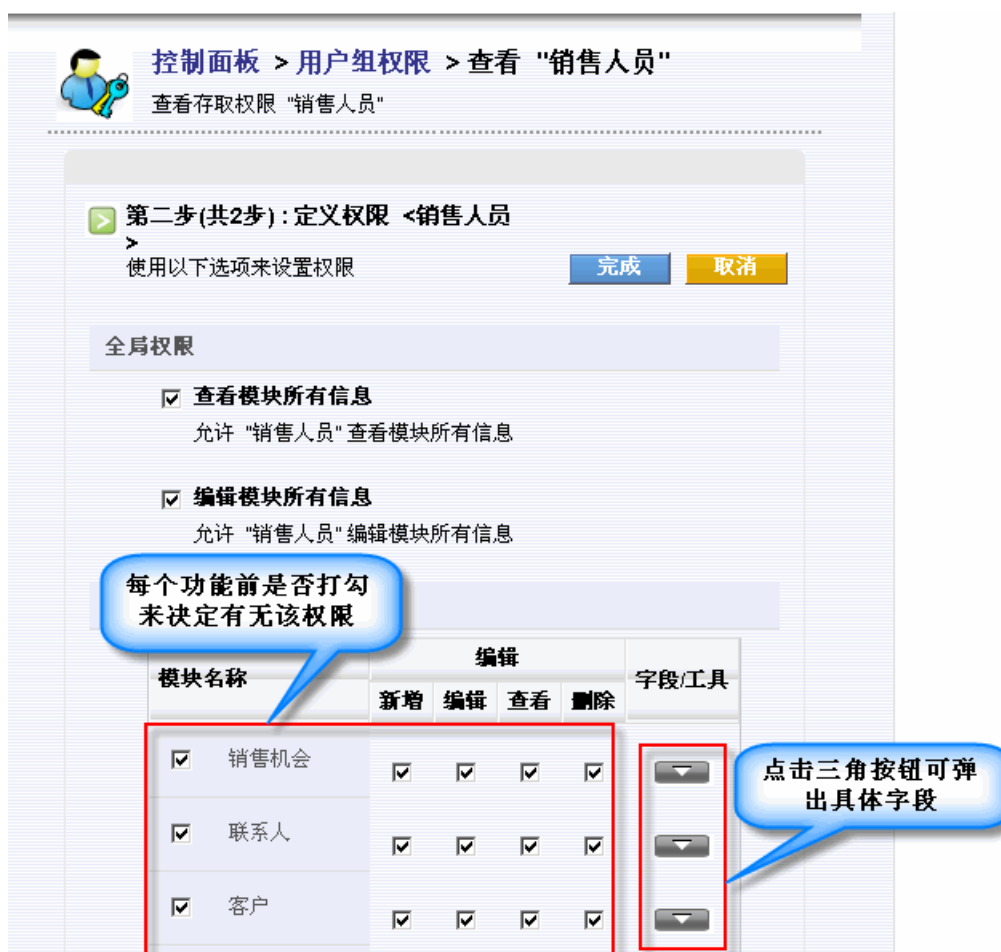 控制面板 > 用户组权限 > 查看 "销售人员"
查看存取权限 "销售人员"
第二步(共2步) : 定义权限 <销售人员
>
使用以下选项来设置权限
完成
取消
全局权限
查看模块所有信息
允许 "销售人员" 查看模块所有信息
编辑模块所有信息
允许 "销售人员" 编辑模块所有信息
每个功能前是否打勾
来决定有无该权限
模块名称
编辑
字段/工具
新增 编辑 查看 删除
销售机会
点击三角按钮可弹
出具体字段
联系人
客户